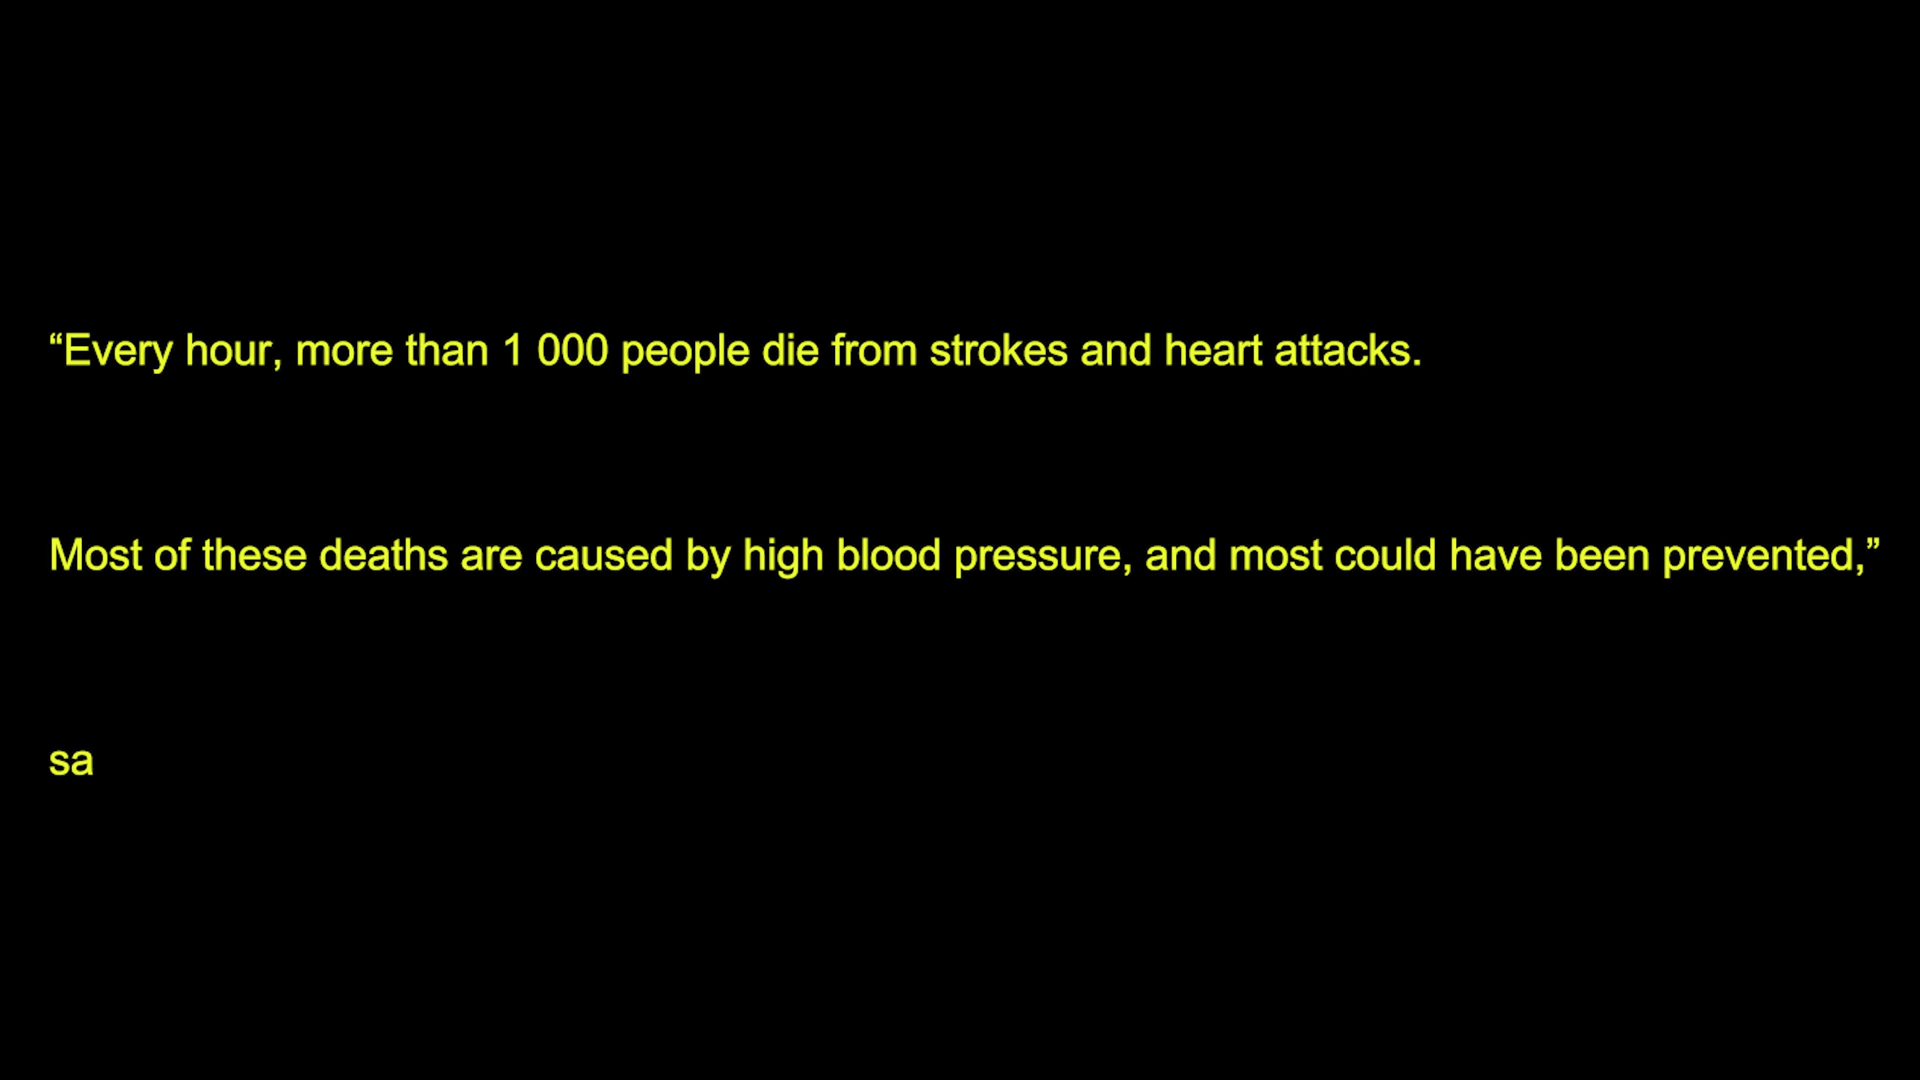 “Every hour, more than 1 000 people die from strokes and heart attacks.
Most of these deaths are caused by high blood pressure, and most could have been prevented,”
sa